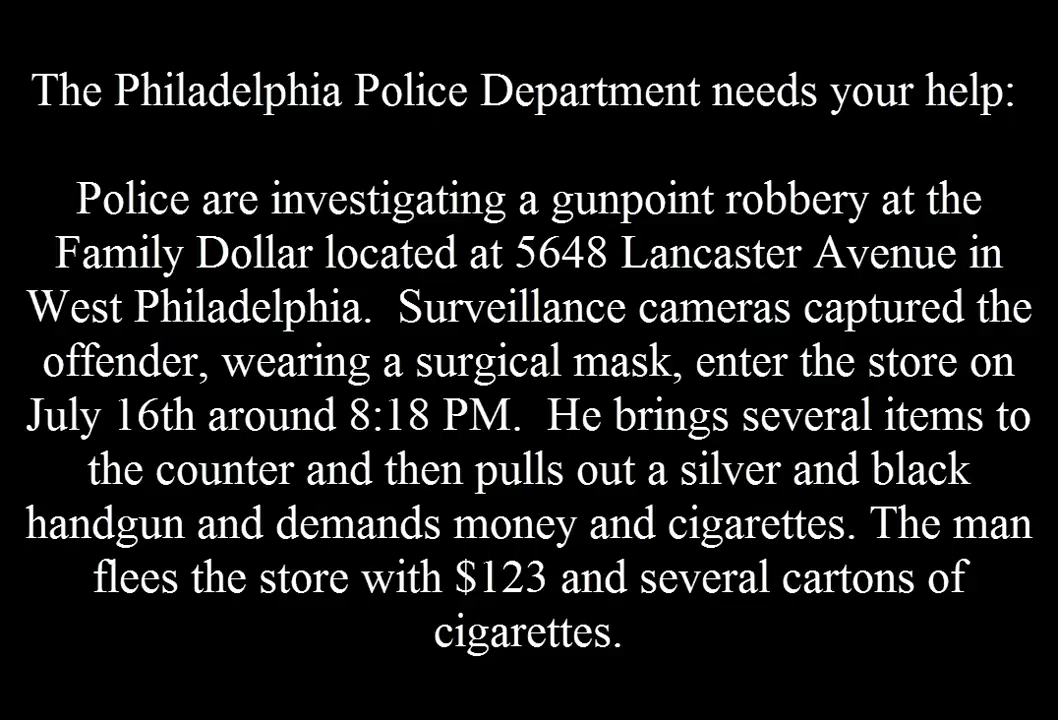 The Philadelphia Police Department needs your help:
Police are investigating a gunpoint robbery at the
Family Dollar located at 5648 Lancaster Avenue in
West Philadelphia.  Surveillance cameras captured the
offender, wearing a surgical mask, enter the store on
July 16th around 8:18 PM.  He brings several items to
the counter and then pulls out a silver and black
handgun and demands money and cigarettes. The man
flees the store with $123 and several cartons of
cigarettes.